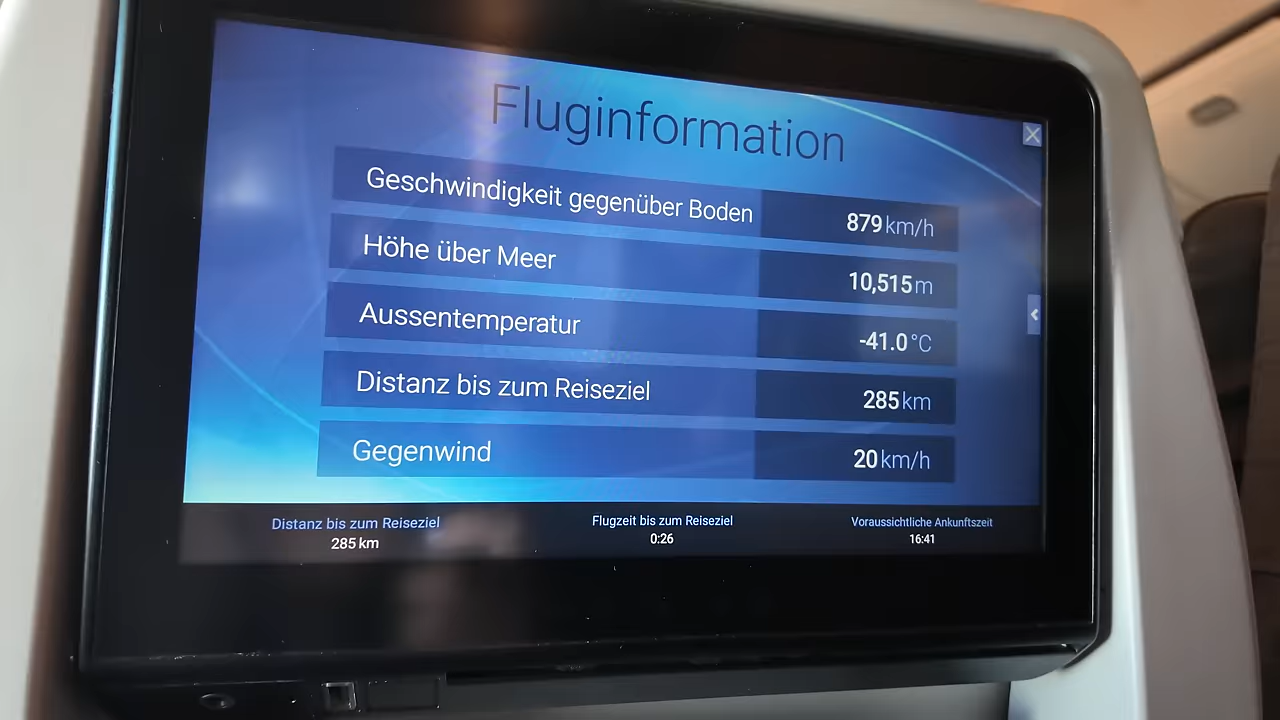 Fluginformation
Geschwindigkeit gegenüber Boden 879 km/h
Höhe über Meer 10,515 m
Aussentemperatur -41.0 °C
Distanz bis zum Reiseziel 285 km
Gegenwind 20 km/h
Distanz bis zum Reiseziel Flugzeit bis zum Reiseziel Voraussichtliche Ankunftszeit
285 km 0:26 16:41